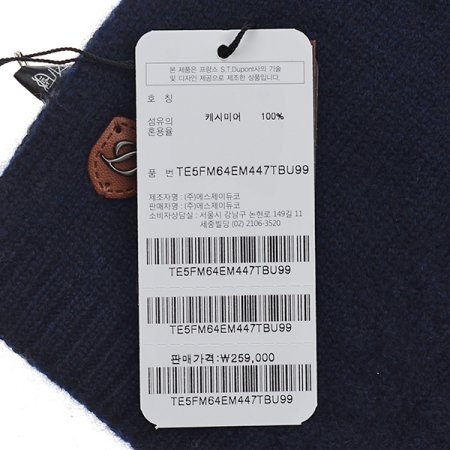 본 제품은 프랑스 S.T.Dupont사의 기술
및 디자인 제공으로 제조한 상품입니다.
호 칭
섬유의 혼용율 캐시미어 100%
품 번 TE5FM64EM447TBU99
제조자명 : (주)에스제이듀코
판매자명 : (주)에스제이듀코
소비자상담실 : 서울시 강남구 논현로 149길 11
세종빌딩 (02) 2106-3520
TE5FM64EM447TBU99
TE5FM64EM447TBU99
판매가격:₩259,000
TE5FM64EM447TBU99